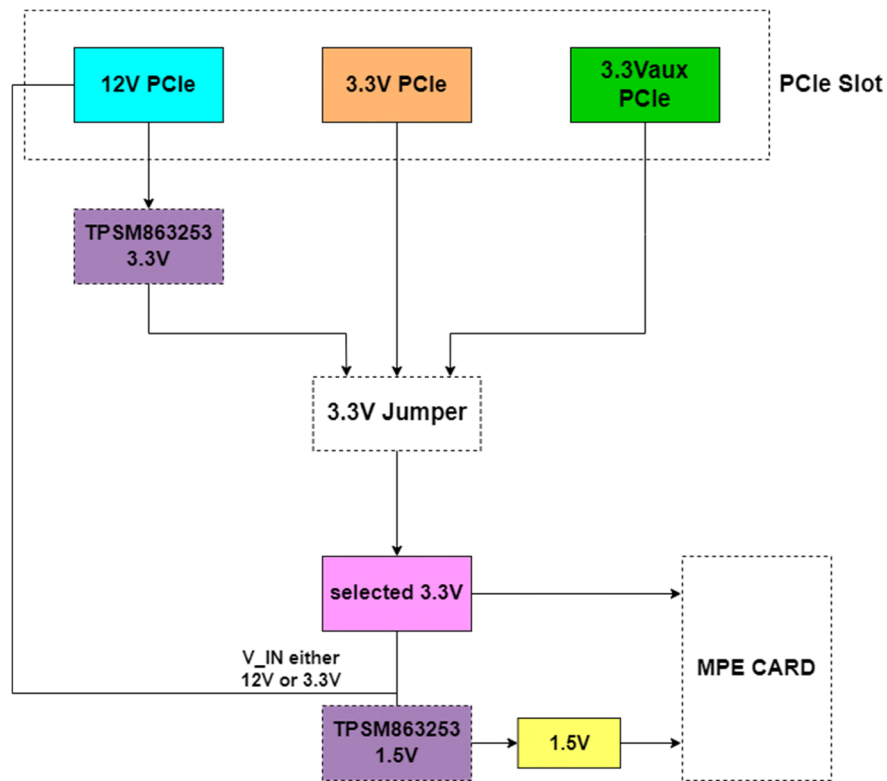 12V PCIe
3.3V PCIe
3.3Vaux
PCIe
PCIe Slot
TPSM863253
3.3V
3.3V Jumper
selected 3.3V
V_IN either
12V or 3.3V
MPE CARD
TPSM863253
1.5V
1.5V